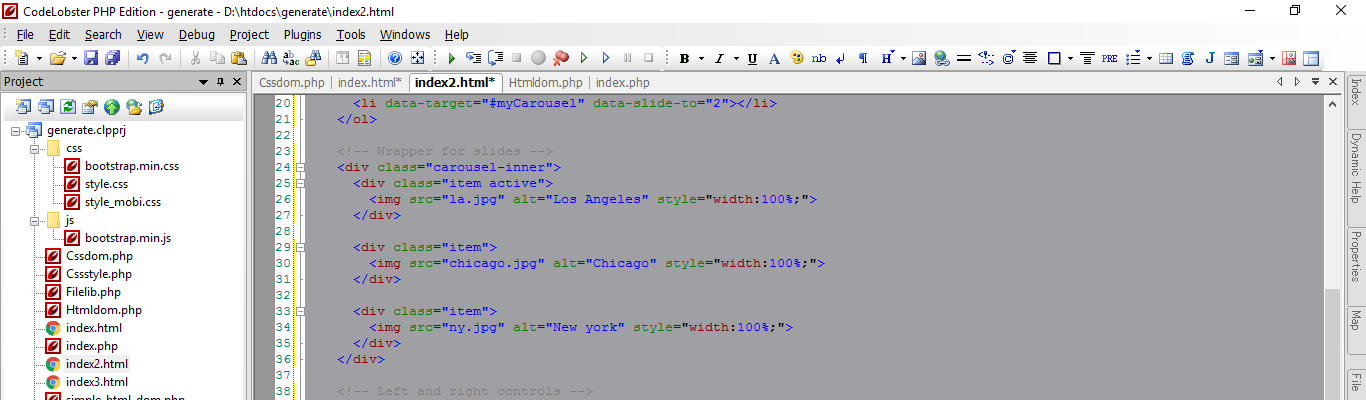 CodeLobster PHP Edition - generate - D:\htdocs\generate\index2.html
File Edit Search View Debug Project Plugins Tools Windows Help
B I U A nb ¶ H PRE J
Project
generate.clpprj
css
bootstrap.min.css
style.css
style_mobi.css
js
bootstrap.min.js
Cssdom.php
Cssstyle.php
Filelib.php
Htmldom.php
index.html
index.php
index2.html
index3.html
simple_html_dom.php
Cssdom.php index.html* index2.html* Htmldom.php index.php
20 <li data-target="#myCarousel" data-slide-to="2"></li>
21 </ol>
22
23 <!-- Wrapper for slides -->
24 <div class="carousel-inner">
25 <div class="item active">
26 <img src="la.jpg" alt="Los Angeles" style="width:100%;">
27 </div>
28
29 <div class="item">
30 <img src="chicago.jpg" alt="Chicago" style="width:100%;">
31 </div>
32
33 <div class="item">
34 <img src="ny.jpg" alt="New york" style="width:100%;">
35 </div>
36 </div>
37
38 <!-- Left and right controls -->
Index
Dynamic Help
Properties
Map
File